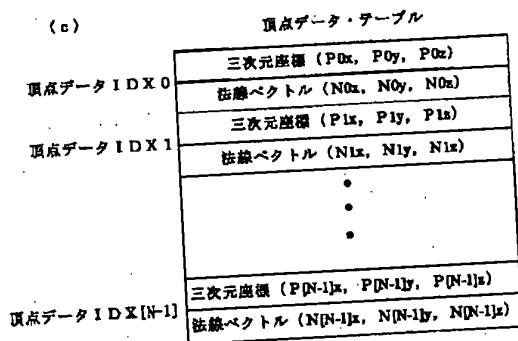 (c) 頂点データ・テーブル
三次元座標 (P0x, P0y, P0z)
頂点データIDX0
法線ベクトル (N0x, N0y, N0z)
三次元座標 (P1x, P1y, P1z)
頂点データIDX1
法線ベクトル (N1x, N1y, N1z)
三次元座標 (P[N-1]x, P[N-1]y, P[N-1]z)
頂点データIDX[N-1]
法線ベクトル (N[N-1]x, N[N-1]y, N[N-1]z)